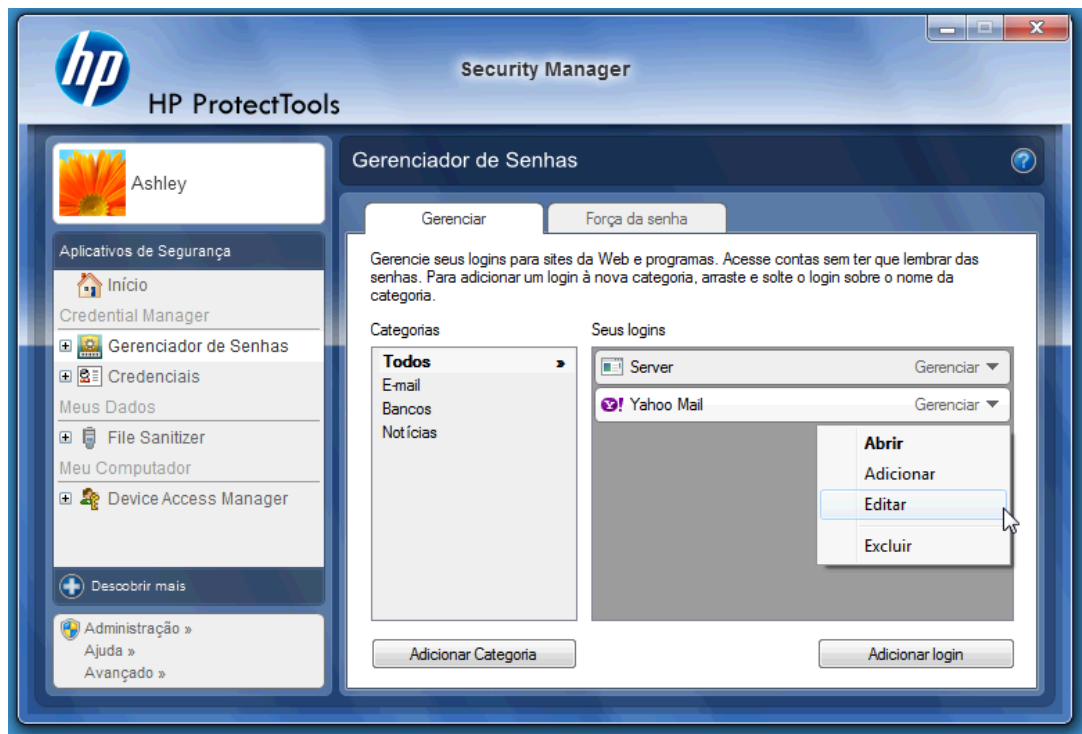 hp
HP ProtectTools
Security Manager
Ashley
Aplicativos de Segurança
Início
Credential Manager
Gerenciador de Senhas
Credenciais
Meus Dados
File Sanitizer
Meu Computador
Device Access Manager
Descobrir mais
Administração »
Ajuda »
Avançado »
Gerenciador de Senhas
?
Gerenciar
Força da senha
Gerencie seus logins para sites da Web e programas. Acesse contas sem ter que lembrar das
senhas. Para adicionar um login à nova categoria, arraste e solte o login sobre o nome da
categoria.
Categorias
Todos »
E-mail
Bancos
Notícias
Seus logins
Server Gerenciar
Y! Yahoo Mail Gerenciar
Abrir
Adicionar
Editar
Excluir
Adicionar Categoria
Adicionar login